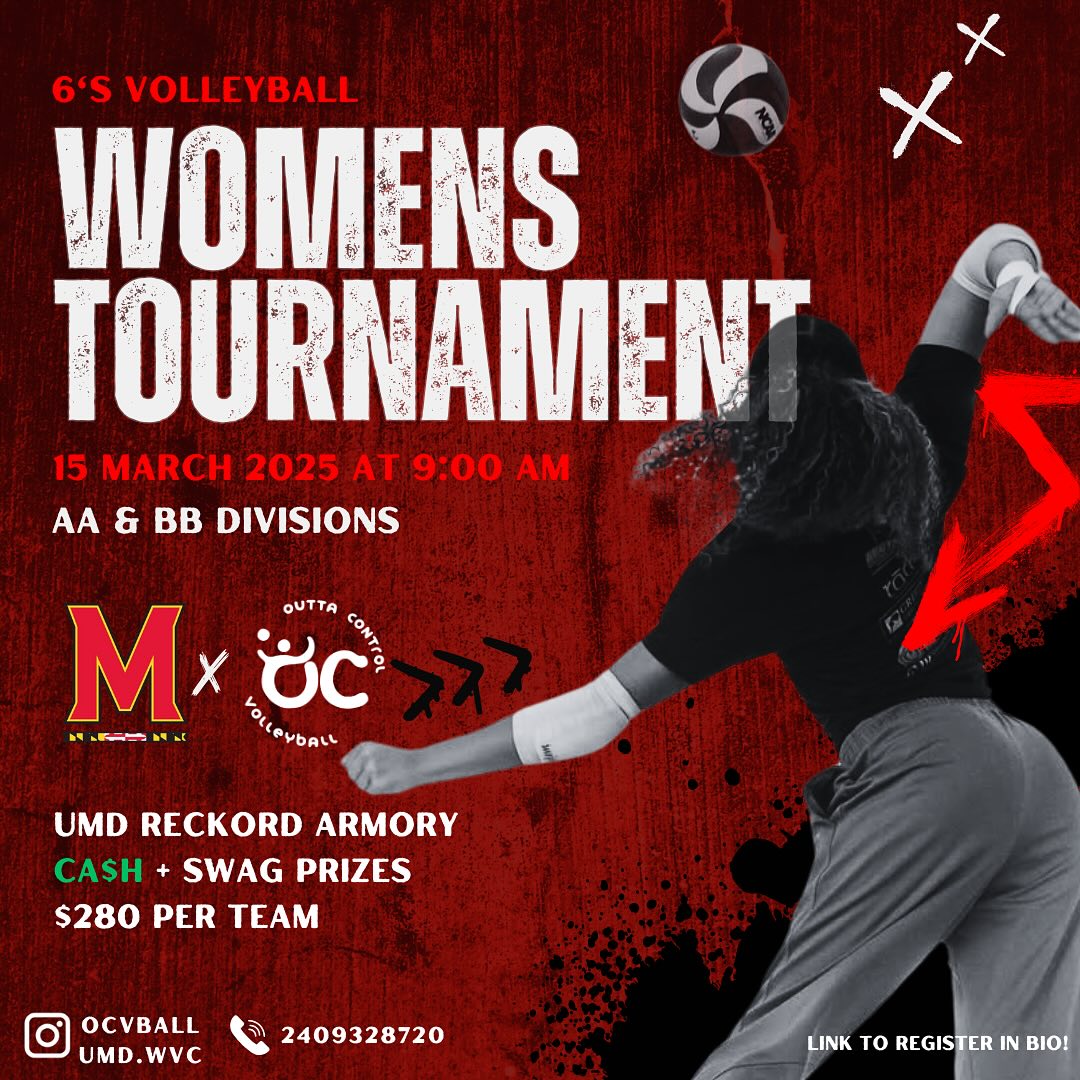 6'S VOLLEYBALL
WOMENS
TOURNAMENT
15 MARCH 2025 AT 9:00 AM
AA & BB DIVISIONS
M X OUTTA CONTROL
OC
VOLLEYBALL
UMD RECKORD ARMORY
CA$H + SWAG PRIZES
$280 PER TEAM
OCVBALL
UMD.WVC
2409328720
LINK TO REGISTER IN BIO!